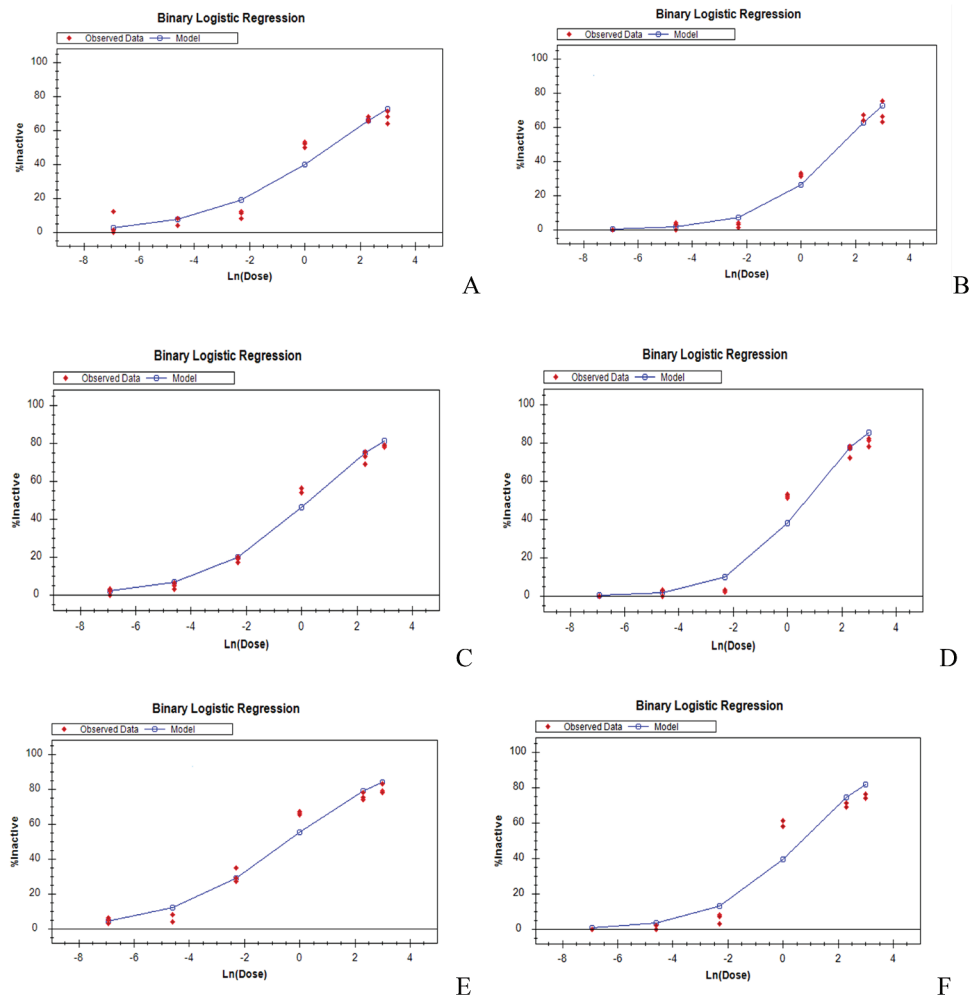 Binary Logistic Regression
Observed Data Model
%Inactive
100
80
60
40
20
0
-8 -6 -4 -2 0 2 4
Ln(Dose)
A
Binary Logistic Regression
Observed Data Model
%Inactive
100
80
60
40
20
0
-8 -6 -4 -2 0 2 4
Ln(Dose)
B
Binary Logistic Regression
Observed Data Model
%Inactive
100
80
60
40
20
0
-8 -6 -4 -2 0 2 4
Ln(Dose)
C
Binary Logistic Regression
Observed Data Model
%Inactive
100
80
60
40
20
0
-8 -6 -4 -2 0 2 4
Ln(Dose)
D
Binary Logistic Regression
Observed Data Model
%Inactive
100
80
60
40
20
0
-8 -6 -4 -2 0 2 4
Ln(Dose)
E
Binary Logistic Regression
Observed Data Model
%Inactive
100
80
60
40
20
0
-8 -6 -4 -2 0 2 4
Ln(Dose)
F